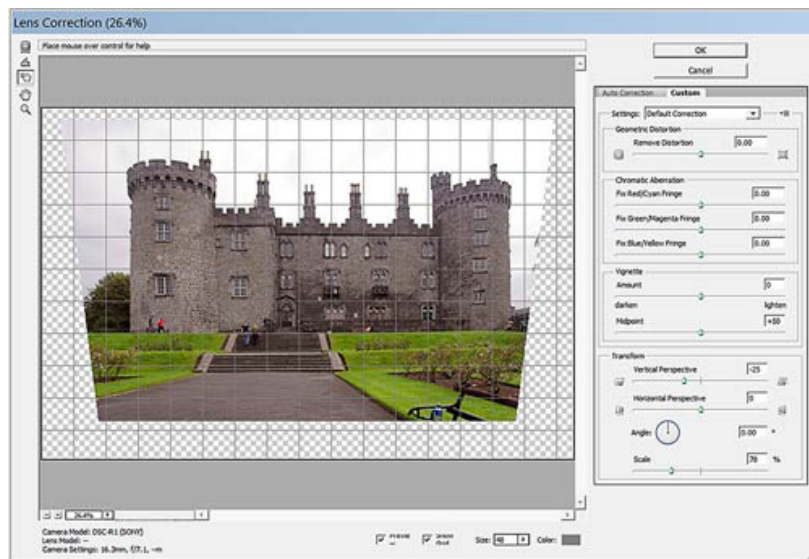 Lens Correction (26.4%)
Place mouse over control for help
OK
Cancel
Auto Correction Custom
Settings: Default Correction
Geometric Distortion
Remove Distortion 0.00
Chromatic Aberration
Fix Red/Cyan Fringe 0.00
Fix Green/Magenta Fringe 0.00
Fix Blue/Yellow Fringe 0.00
Vignette
Amount 0
darken lighten
Midpoint +50
Transform
Vertical Perspective -25
Horizontal Perspective 0
Angle: 0.00 °
Scale 70 %
26.4%
Camera Model: DSC-R1 (SONY)
Lens Model: --
Camera Settings: 16.3mm, f/7.1, --m
Size: 48 Color: